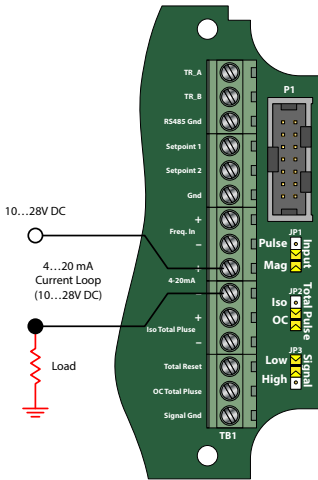 TR_A
TR_B
RS485 Gnd
Setpoint 1
Setpoint 2
Gnd
+
Freq. In
−
+
4-20mA
−
+
Iso Total Pluse
−
Total Reset
OC Total Pluse
Signal Gnd
TB1
P1
JP1
Pulse
Mag
Input
JP2
Iso
OC
Total Pulse
JP3
Low
High
Signal
10…28V DC
4…20 mA
Current Loop
(10…28V DC)
Load